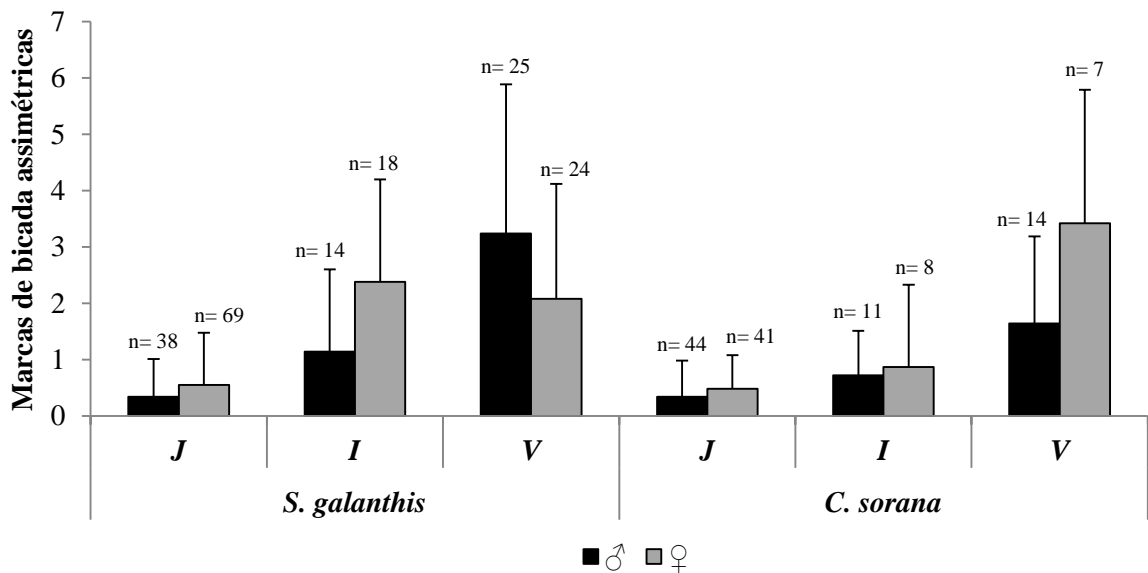 Marcas de bicada assimétricas
7
6
5
4
3
2
1
0
n= 38
n= 69
n= 14
n= 18
n= 25
n= 24
n= 44
n= 41
n= 11
n= 8
n= 14
n= 7
J I V J I V
S. galanthis C. sorana
♂ ♀